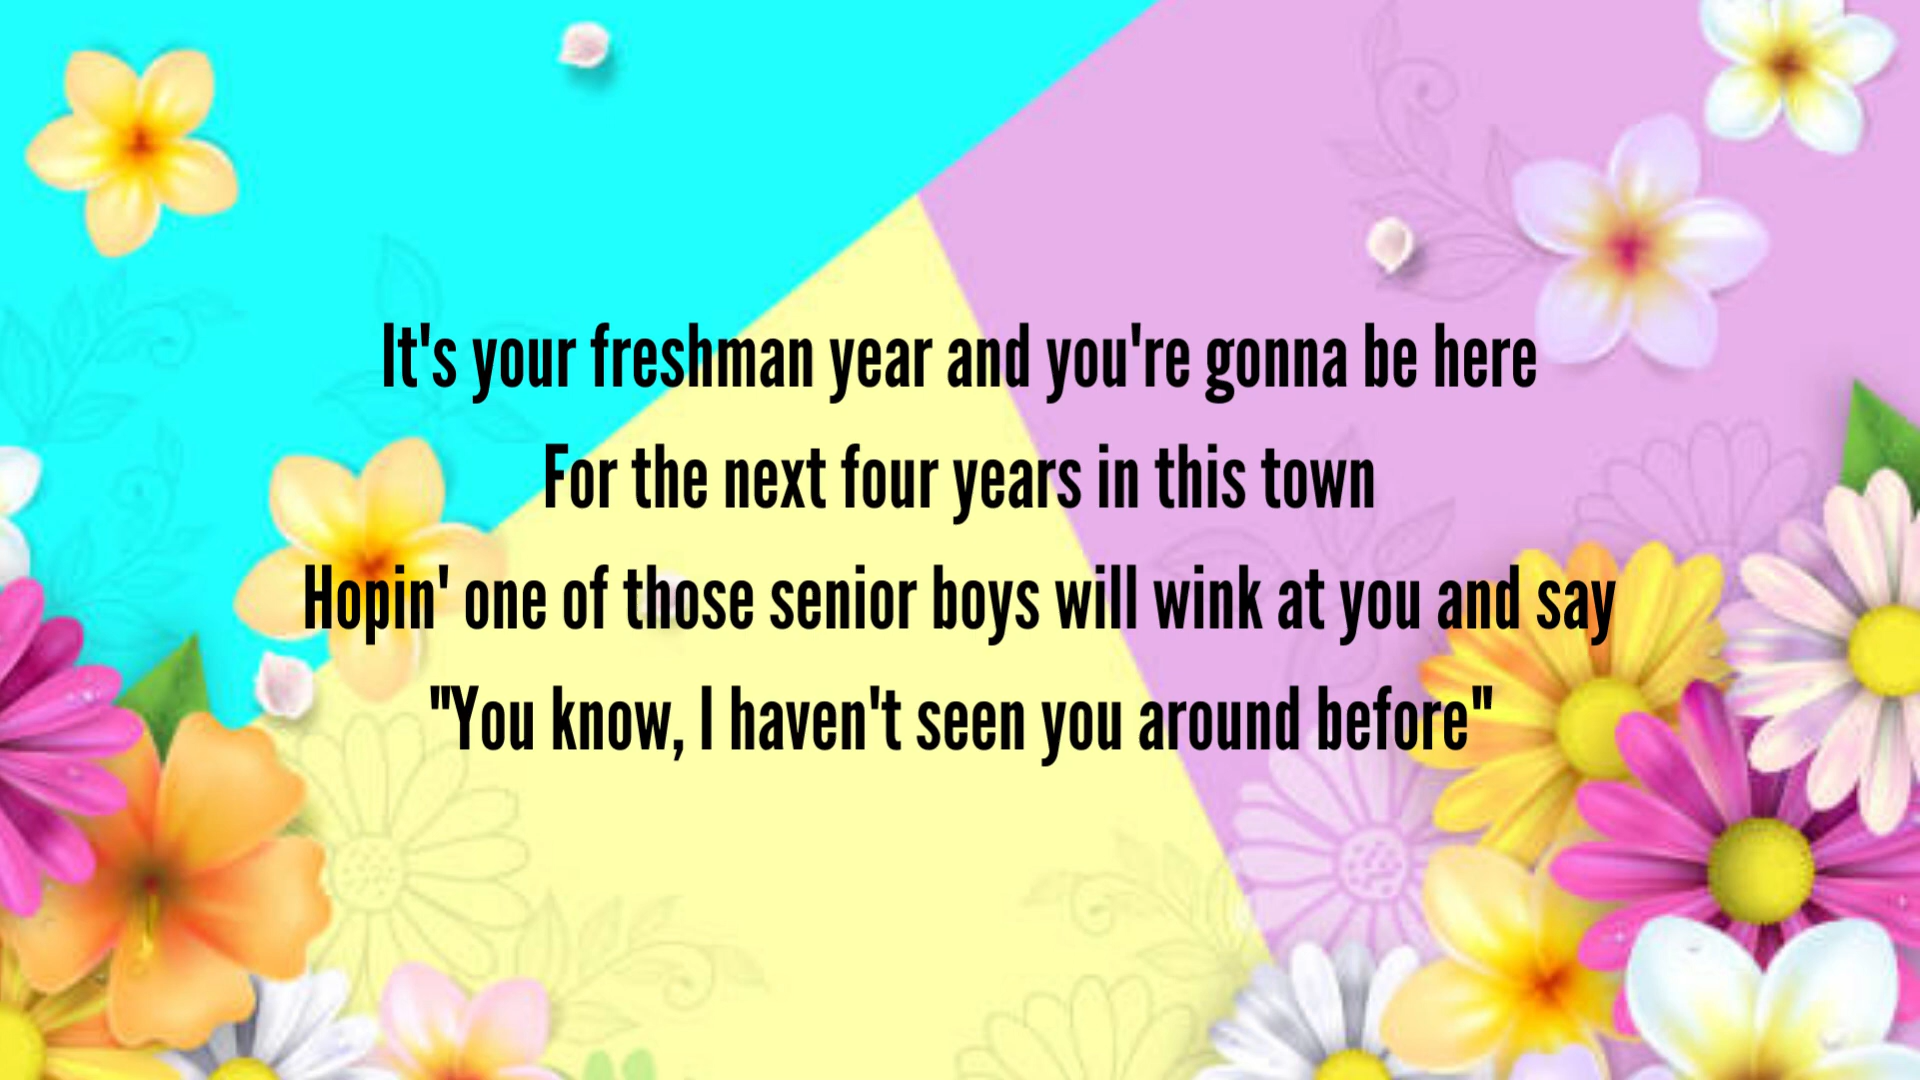 It's your freshman year and you're gonna be here
For the next four years in this town
Hopin' one of those senior boys will wink at you and say
"You know, I haven't seen you around before"